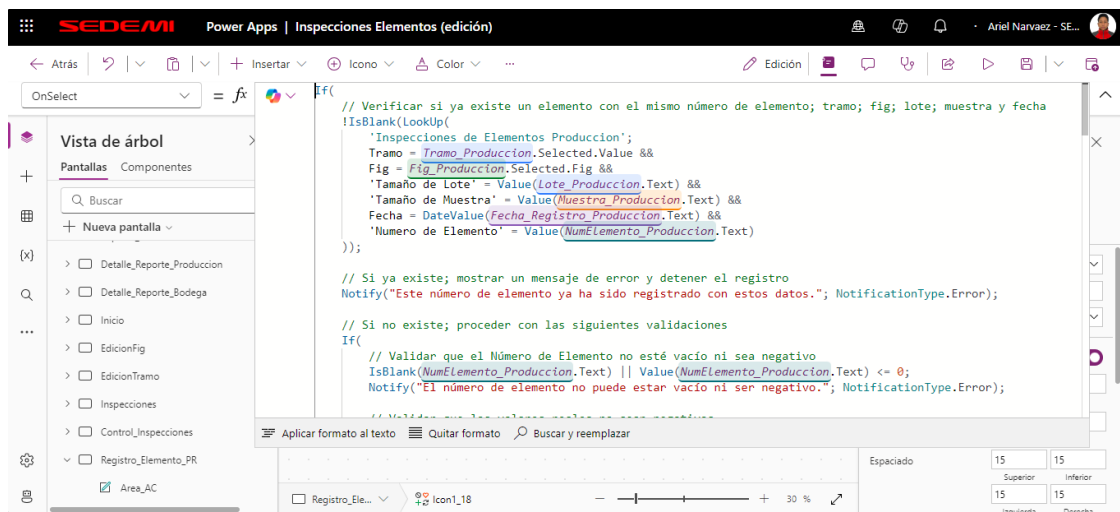 SEDEMI
Power Apps | Inspecciones Elementos (edición)
Ariel Narvaez - SE...
Atrás
Insertar
Icono
Color
...
Edición
OnSelect
= fx
If(
// Verificar si ya existe un elemento con el mismo número de elemento; tramo; fig; lote; muestra y fecha
!IsBlank(LookUp(
'Inspecciones de Elementos Produccion';
Tramo = Tramo_Produccion.Selected.Value &&
Fig = Fig_Produccion.Selected.Fig &&
'Tamaño de Lote' = Value(Lote_Produccion.Text) &&
'Tamaño de Muestra' = Value(Muestra_Produccion.Text) &&
Fecha = DateValue(Fecha_Registro_Produccion.Text) &&
'Numero de Elemento' = Value(NumElemento_Produccion.Text)
));
// Si ya existe; mostrar un mensaje de error y detener el registro
Notify("Este número de elemento ya ha sido registrado con estos datos."; NotificationType.Error);
// Si no existe; proceder con las siguientes validaciones
If(
// Validar que el Número de Elemento no esté vacío ni sea negativo
IsBlank(NumElemento_Produccion.Text) || Value(NumElemento_Produccion.Text) <= 0;
Notify("El número de elemento no puede estar vacío ni ser negativo."; NotificationType.Error);
Aplicar formato al texto
Quitar formato
Buscar y reemplazar
Vista de árbol
Pantallas
Componentes
Buscar
Nueva pantalla
Detalle_Reporte_Produccion
Detalle_Reporte_Bodega
Inicio
EdicionFig
EdicionTramo
Inspecciones
Control_Inspecciones
Registro_Elemento_PR
Area_AC
Registro_Ele...
Icon1_18
30 %
Espaciado
15
15
Superior
Inferior
15
15